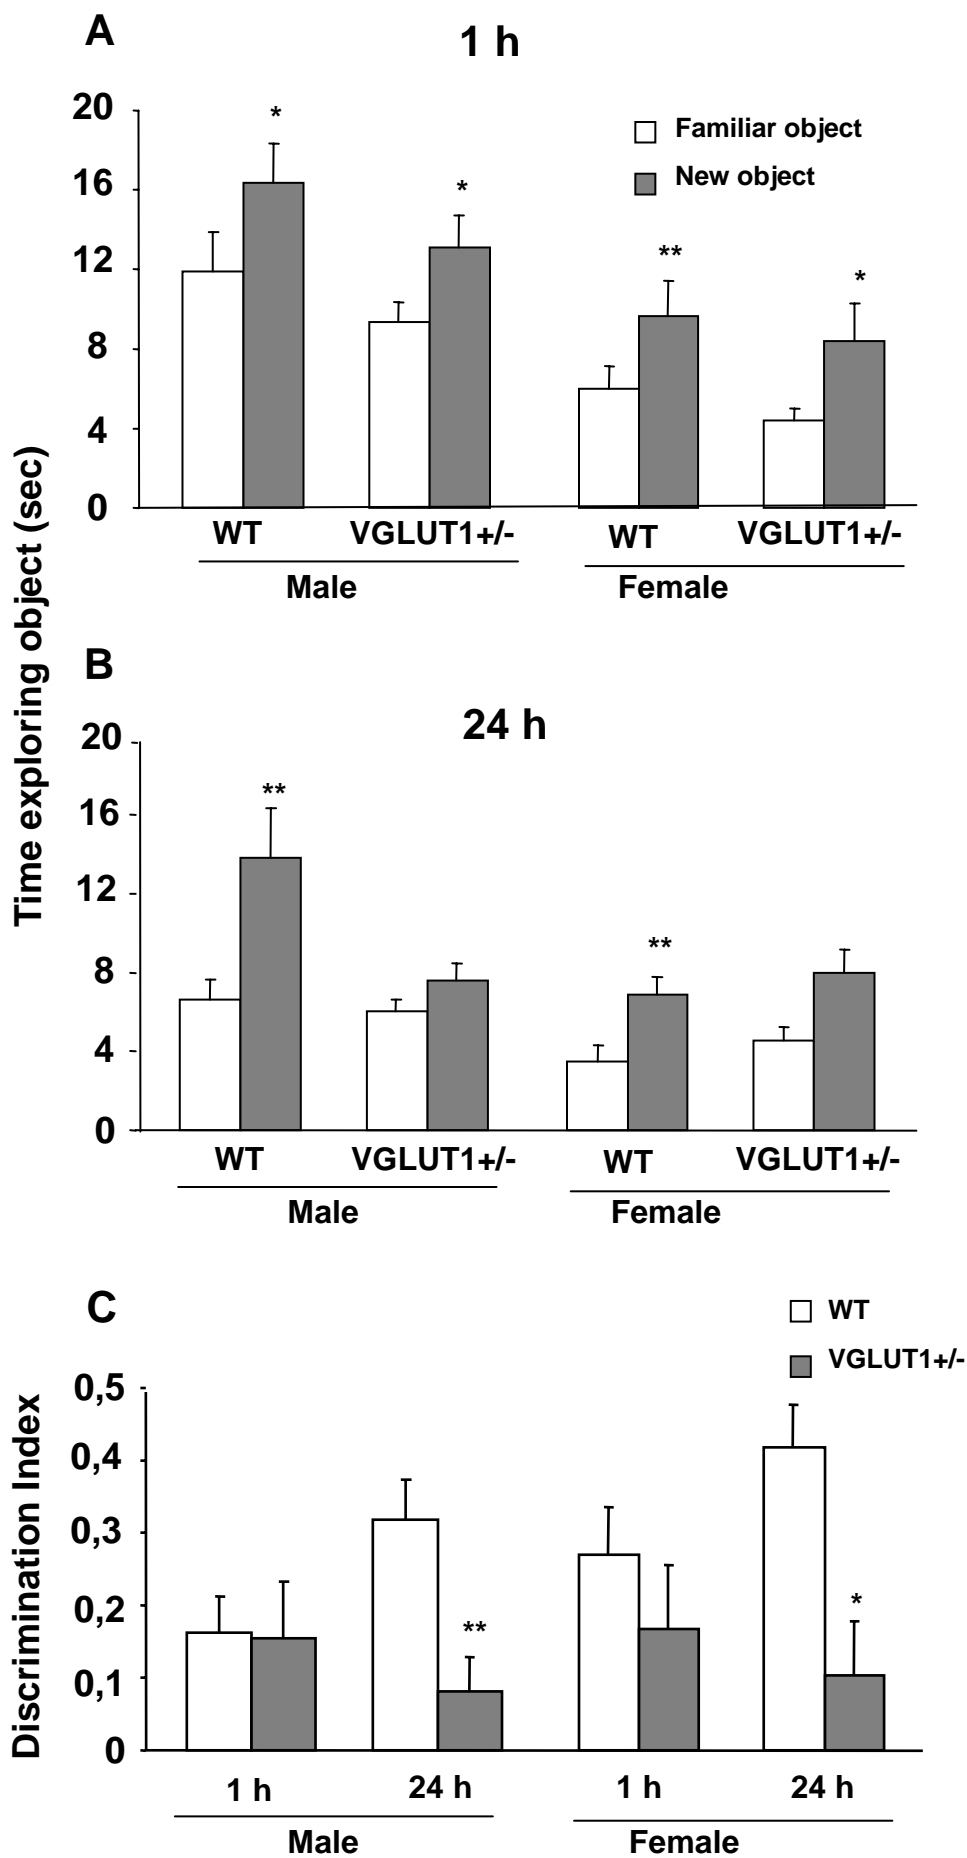 A
1 h
Time exploring object (sec)
20
16
12
8
4
0
Familiar object
New object
*
*
**
*
WT
VGLUT1+/-
WT
VGLUT1+/-
Male
Female
B
24 h
20
16
12
8
4
0
**
**
WT
VGLUT1+/-
WT
VGLUT1+/-
Male
Female
C
WT
VGLUT1+/-
Discrimination Index
0,5
0,4
0,3
0,2
0,1
0
**
*
1 h
24 h
1 h
24 h
Male
Female